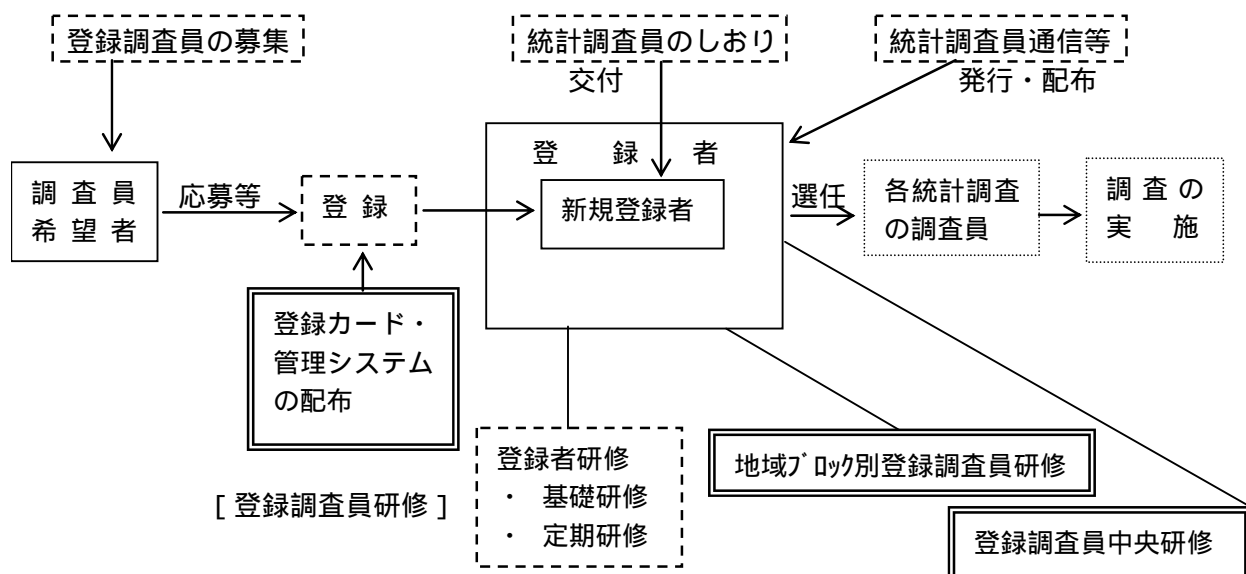 登録調査員の募集
統計調査員のしおり
統計調査員通信等
交付
発行・配布
登　録　者
調 査 員
希 望 者
応募等
登 録
新規登録者
選任
各統計調査
の調査員
調 査 の
実　施
登録カード・
管理システム
の配布
登録者研修
・ 基礎研修
・ 定期研修
[ 登録調査員研修 ]
地域ﾌﾞﾛｯｸ別登録調査員研修
登録調査員中央研修